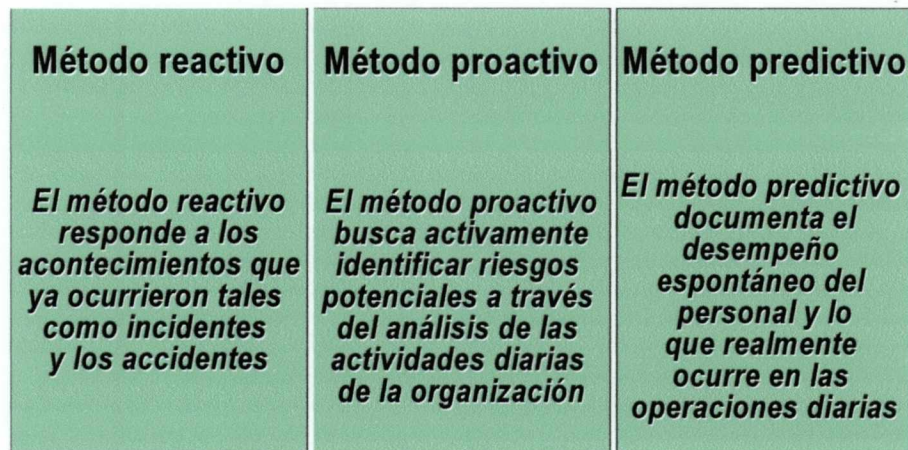 Método reactivo
El método reactivo
responde a los
acontecimientos que
ya ocurrieron tales
como incidentes
y los accidentes
Método proactivo
El método proactivo
busca activamente
identificar riesgos
potenciales a través
del análisis de las
actividades diarias
de la organización
Método predictivo
El método predictivo
documenta el
desempeño
espontáneo del
personal y lo
que realmente
ocurre en las
operaciones diarias